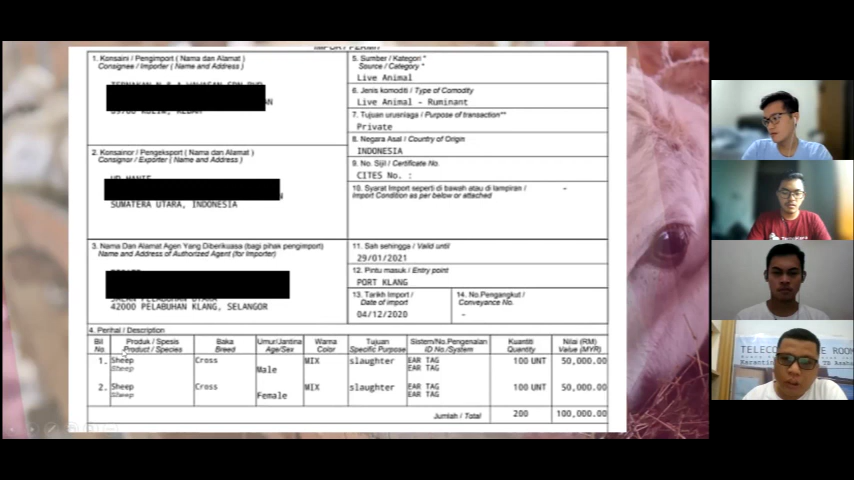 IMPORT PERMIT
1. Konsaini / Pengimport ( Nama dan Alamat )
Consignee / Importer ( Name and Address )
2. Konsainor / Pengeksport ( Nama dan Alamat )
Consignor / Exporter ( Name and Address )
SUMATERA UTARA, INDONESIA
3. Nama Dan Alamat Agen Yang Diberikuasa (bagi pihak pengimport)
Name and Address of Authorized Agent (for Importer)
42000 PELABUHAN KLANG, SELANGOR
5. Sumber / Kategori *
Source / Category *
Live Animal
6. Jenis komoditi / Type of Comodity
Live Animal - Ruminant
7. Tujuan urusniaga / Purpose of transaction**
Private
8. Negara Asal / Country of Origin
INDONESIA
9. No. Sijil / Certificate No.
CITES No. :
10. Syarat Import seperti di bawah atau di lampiran / -
Import Condition as per below or attached
11. Sah sehingga / Valid until
29/01/2021
12. Pintu masuk / Entry point
PORT KLANG
13. Tarikh Import / 14. No.Pengangkut /
Date of import Conveyance No.
04/12/2020 -
4. Perihal / Description
Bil Produk / Spesis Baka Umur/Jantina Warna Tujuan Sistem/No.Pengenalan Kuantiti Nilai (RM)
No. Product / Species Breed Age/Sex Color Specific Purpose ID No./System Quantity Value (MYR)
1. Sheep Cross MIX slaughter EAR TAG 100 UNT 50,000.00
Sheep Male EAR TAG
2. Sheep Cross MIX slaughter EAR TAG 100 UNT 50,000.00
Sheep Female EAR TAG
Jumlah / Total 200 100,000.00